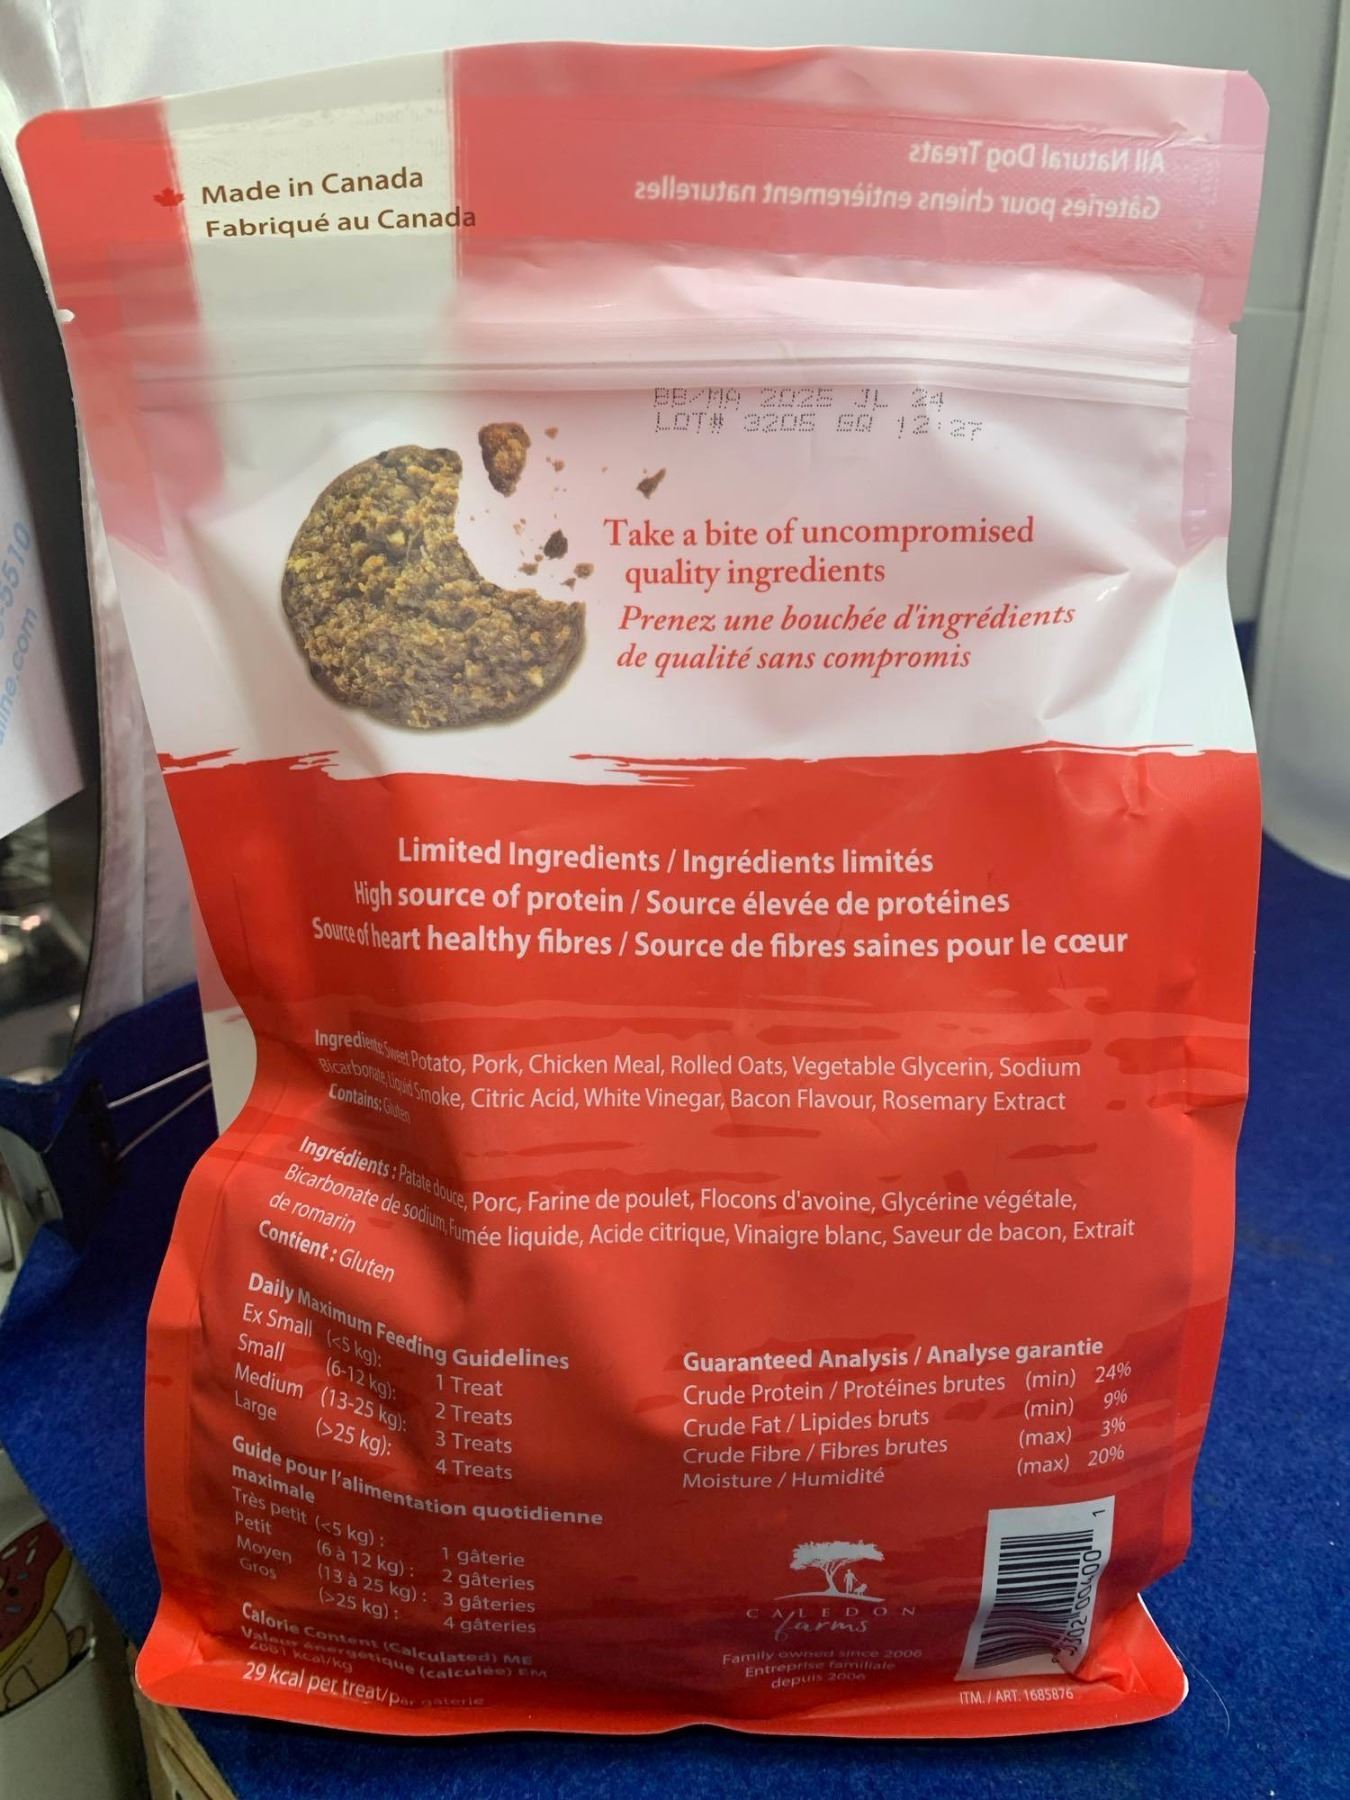 Made in Canada
Fabriqué au Canada
All Natural Dog Treats
Gâteries pour chiens entièrement naturelles
BB/MA 2025 JL 24
LOT# 3205 GQ 12:27
Take a bite of uncompromised
quality ingredients
Prenez une bouchée d'ingrédients
de qualité sans compromis
Limited Ingredients / Ingrédients limités
High source of protein / Source élevée de protéines
Source of heart healthy fibres / Source de fibres saines pour le cœur
Ingredients: Sweet Potato, Pork, Chicken Meal, Rolled Oats, Vegetable Glycerin, Sodium
Bicarbonate, Liquid Smoke, Citric Acid, White Vinegar, Bacon Flavour, Rosemary Extract
Contains: Gluten
Ingrédients : Patate douce, Porc, Farine de poulet, Flocons d'avoine, Glycérine végétale,
Bicarbonate de sodium, Fumée liquide, Acide citrique, Vinaigre blanc, Saveur de bacon, Extrait
de romarin
Contient : Gluten
Daily Maximum Feeding Guidelines
Ex Small (<5 kg): 1 Treat
Small (6-12 kg): 2 Treats
Medium (13-25 kg): 3 Treats
Large (>25 kg): 4 Treats
Guide pour l'alimentation quotidienne
maximale
Très petit (<5 kg) : 1 gâterie
Petit (6 à 12 kg) : 2 gâteries
Moyen (13 à 25 kg) : 3 gâteries
Gros (>25 kg) : 4 gâteries
Calorie Content (Calculated) ME
Valeur énergétique (calculée) EM
2661 kcal/kg
29 kcal per treat/par gâterie
Guaranteed Analysis / Analyse garantie
Crude Protein / Protéines brutes (min) 24%
Crude Fat / Lipides bruts (min) 9%
Crude Fibre / Fibres brutes (max) 3%
Moisture / Humidité (max) 20%
CALEDON
farms
Family owned since 2006
Entreprise familiale
depuis 2006
ITM. / ART. 1685876
-5510
ine.com